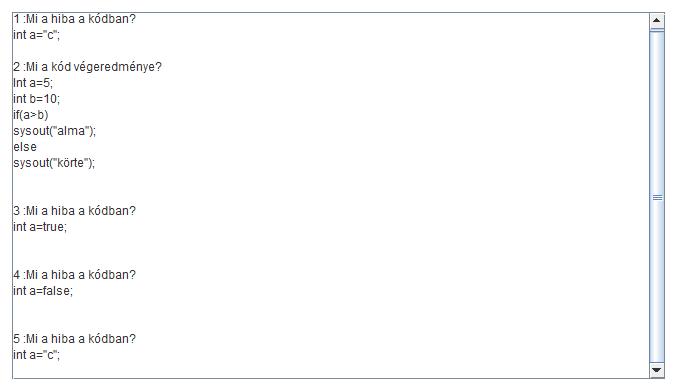 1 :Mi a hiba a kódban?
int a="c";
2 :Mi a kód végeredménye?
Int a=5;
int b=10;
if(a>b)
sysout("alma");
else
sysout("körte");
3 :Mi a hiba a kódban?
int a=true;
4 :Mi a hiba a kódban?
int a=false;
5 :Mi a hiba a kódban?
int a="c";